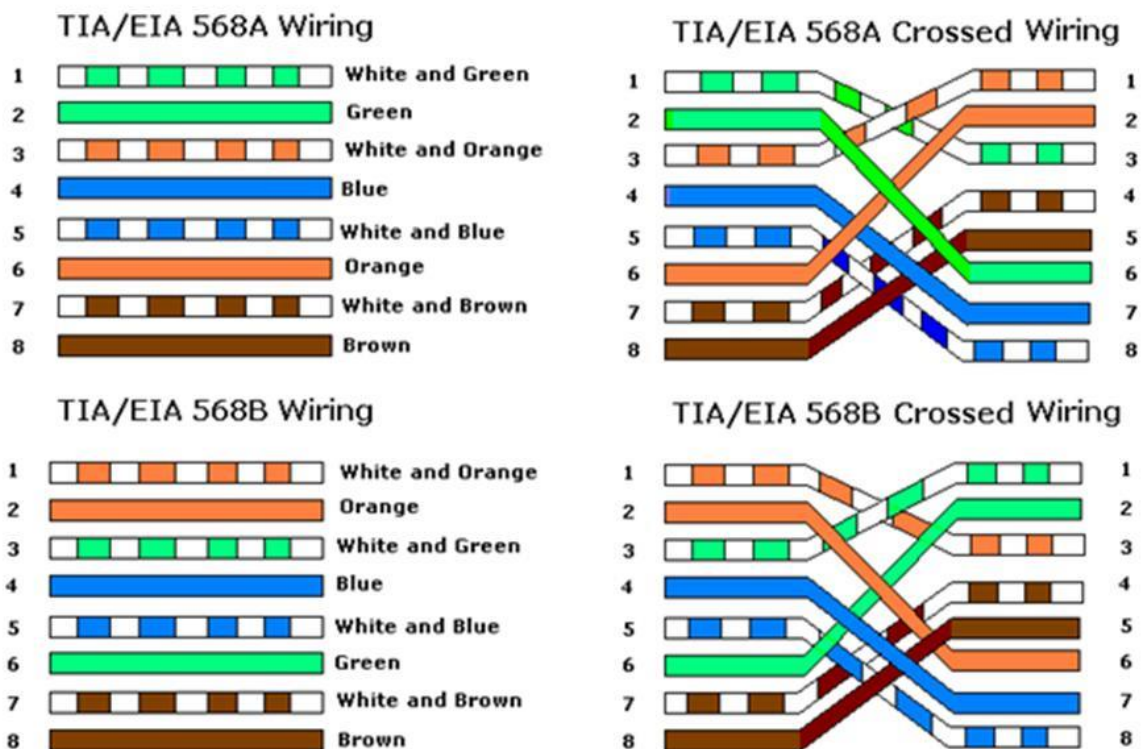 TIA/EIA 568A Wiring
1 White and Green
2 Green
3 White and Orange
4 Blue
5 White and Blue
6 Orange
7 White and Brown
8 Brown
TIA/EIA 568A Crossed Wiring
1 1
2 2
3 3
4 4
5 5
6 6
7 7
8 8
TIA/EIA 568B Wiring
1 White and Orange
2 Orange
3 White and Green
4 Blue
5 White and Blue
6 Green
7 White and Brown
8 Brown
TIA/EIA 568B Crossed Wiring
1 1
2 2
3 3
4 4
5 5
6 6
7 7
8 8